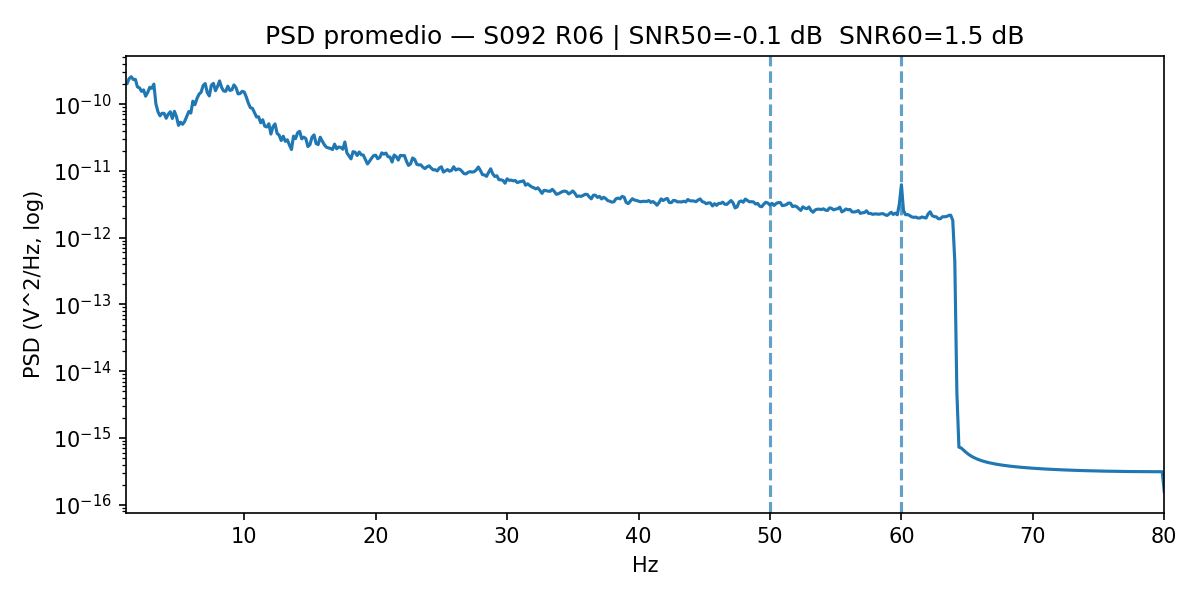 PSD promedio — S092 R06 | SNR50=-0.1 dB  SNR60=1.5 dB
PSD (V^2/Hz, log)
10^{-10}
10^{-11}
10^{-12}
10^{-13}
10^{-14}
10^{-15}
10^{-16}
10 20 30 40 50 60 70 80
Hz